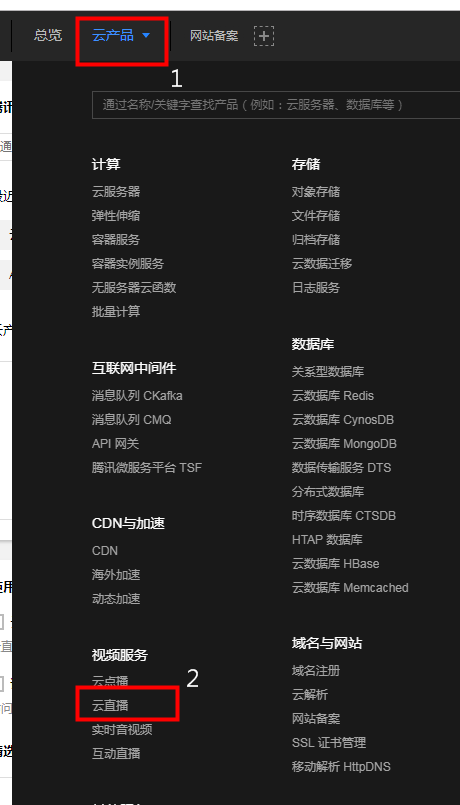 总览 云产品 网站备案
1
通过名称/关键字查找产品（例如：云服务器、数据库等）
计算
云服务器
弹性伸缩
容器服务
容器实例服务
无服务器云函数
批量计算
互联网中间件
消息队列 CKafka
消息队列 CMQ
API 网关
腾讯微服务平台 TSF
CDN与加速
CDN
海外加速
动态加速
视频服务
云点播
2
云直播
实时音视频
互动直播
存储
对象存储
文件存储
归档存储
云数据迁移
日志服务
数据库
关系型数据库
云数据库 Redis
云数据库 CynosDB
云数据库 MongoDB
数据传输服务 DTS
分布式数据库
时序数据库 CTSDB
HTAP 数据库
云数据库 HBase
云数据库 Memcached
域名与网站
域名注册
云解析
网站备案
SSL 证书管理
移动解析 HttpDNS